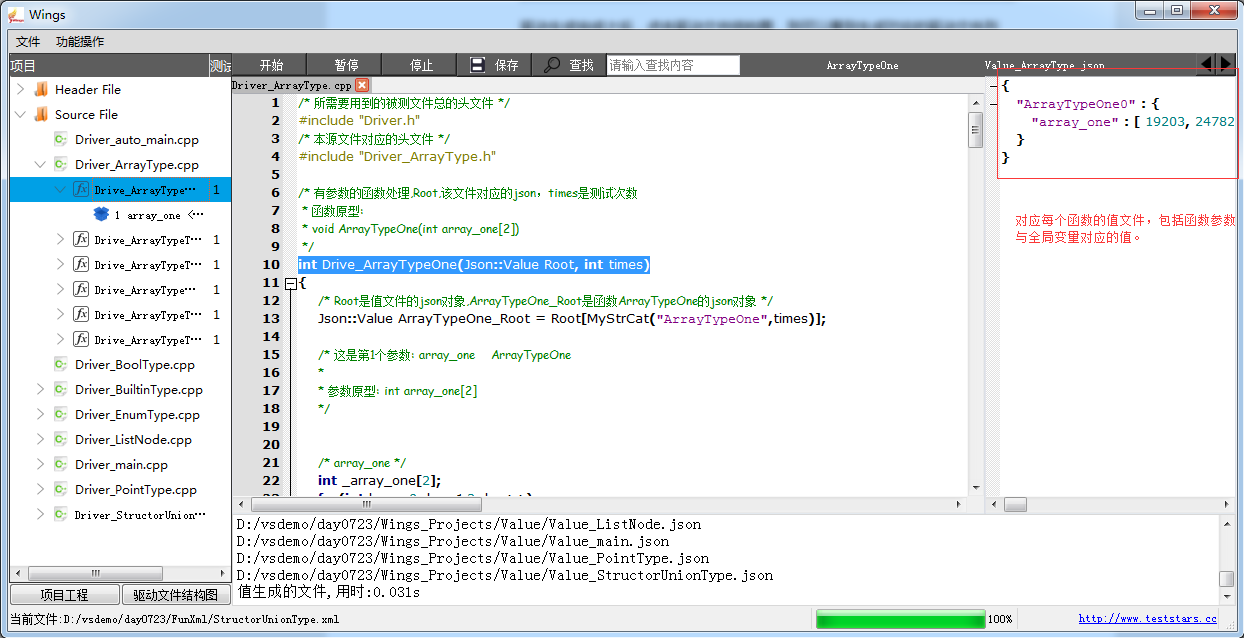 Wings
文件 功能操作
项目 测试 开始 暂停 停止 保存 查找 请输入查找内容 ArrayTypeOne Value_ArrayType.json
Header File
Source File
Driver_auto_main.cpp
Driver_ArrayType.cpp
Drive_ArrayType··· 1
1 array_one <···
Drive_ArrayTypeT··· 1
Drive_ArrayTypeT··· 1
Drive_ArrayType··· 1
Drive_ArrayTypeT··· 1
Drive_ArrayTypeT··· 1
Driver_BoolType.cpp
Driver_BuiltinType.cpp
Driver_EnumType.cpp
Driver_ListNode.cpp
Driver_main.cpp
Driver_PointType.cpp
Driver_StructorUnion···
项目工程 驱动文件结构图
Driver_ArrayType.cpp
1 /* 所需要用到的被测文件总的头文件 */
2 #include "Driver.h"
3 /* 本源文件对应的头文件 */
4 #include "Driver_ArrayType.h"
5
6 /* 有参数的函数处理.Root.该文件对应的json，times是测试次数
7 * 函数原型:
8 * void ArrayTypeOne(int array_one[2])
9 */
10 int Drive_ArrayTypeOne(Json::Value Root, int times)
11 {
12 /* Root是值文件的json对象.ArrayTypeOne_Root是函数ArrayTypeOne的json对象 */
13 Json::Value ArrayTypeOne_Root = Root[MyStrCat("ArrayTypeOne",times)];
14
15 /* 这是第1个参数: array_one ArrayTypeOne
16 *
17 * 参数原型: int array_one[2]
18 */
19
20
21 /* array_one */
22 int _array_one[2];
{
"ArrayTypeOne0" : {
"array_one" : [ 19203, 24782
}
}
对应每个函数的值文件，包括函数参数
与全局变量对应的值。
D:/vsdemo/day0723/Wings_Projects/Value/Value_ListNode.json
D:/vsdemo/day0723/Wings_Projects/Value/Value_main.json
D:/vsdemo/day0723/Wings_Projects/Value/Value_PointType.json
D:/vsdemo/day0723/Wings_Projects/Value/Value_StructorUnionType.json
值生成的文件,用时:0.031s
当前文件:D:/vsdemo/day0723/FunXml/StructorUnionType.xml 100% http://www.teststars.cc